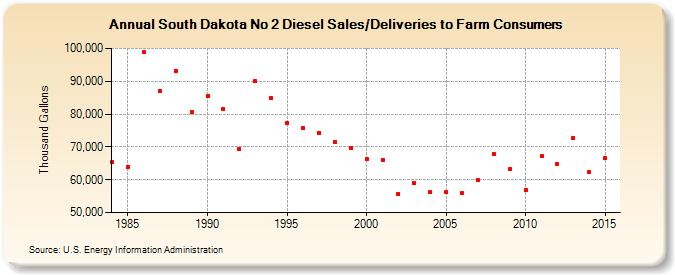 Annual South Dakota No 2 Diesel Sales/Deliveries to Farm Consumers
Thousand Gallons
100,000
90,000
80,000
70,000
60,000
50,000
1985 1990 1995 2000 2005 2010 2015
Source: U.S. Energy Information Administration